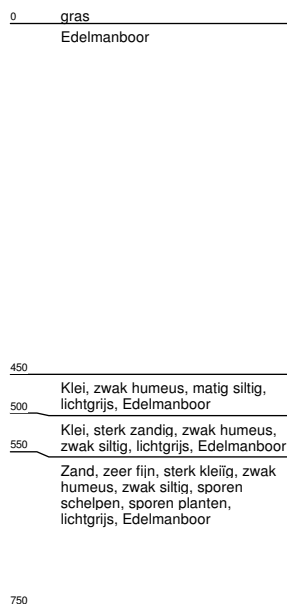 0 gras
Edelmanboor
450
Klei, zwak humeus, matig siltig,
lichtgrijs, Edelmanboor
500
Klei, sterk zandig, zwak humeus,
zwak siltig, lichtgrijs, Edelmanboor
550
Zand, zeer fijn, sterk kleiïg, zwak
humeus, zwak siltig, sporen
schelpen, sporen planten,
lichtgrijs, Edelmanboor
750